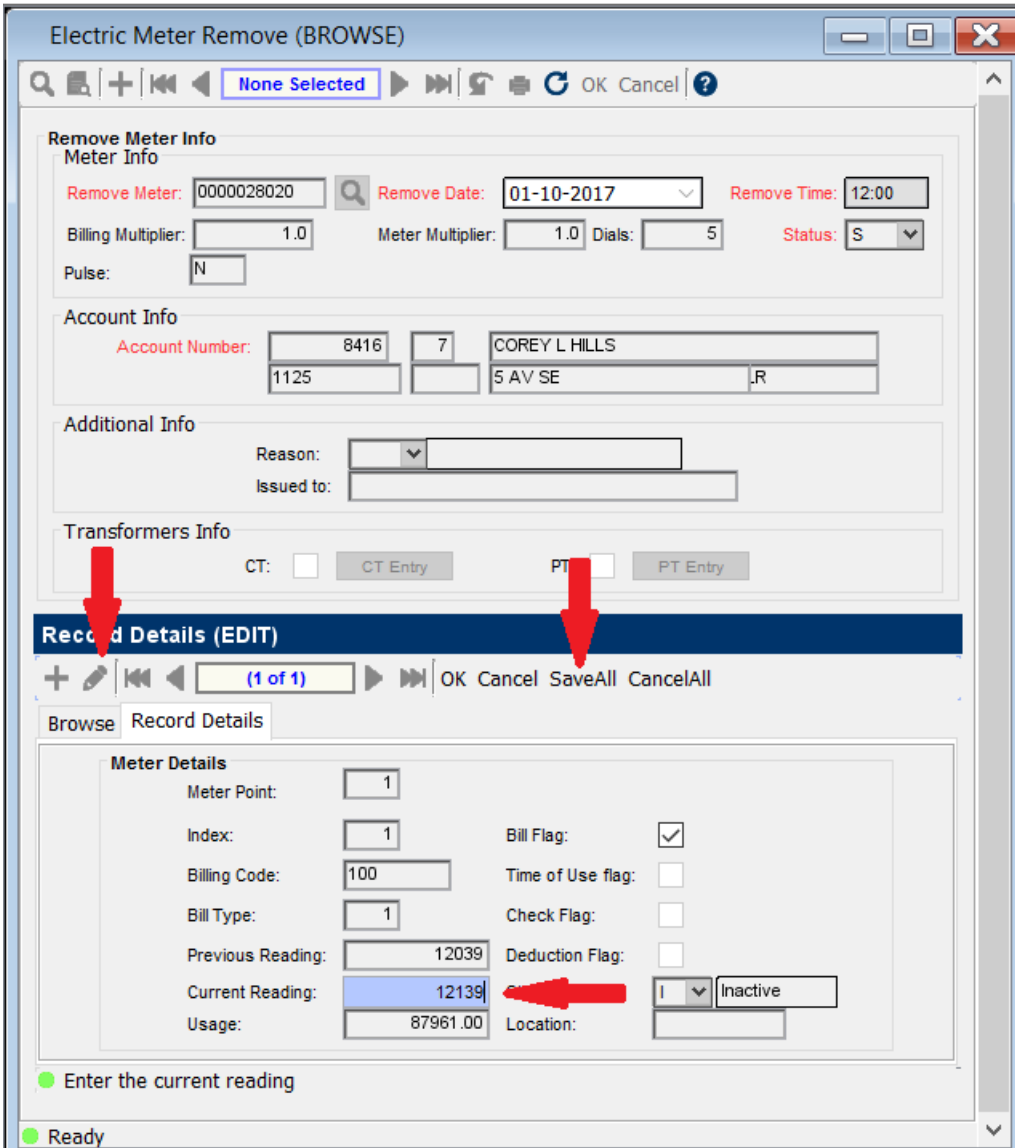 Electric Meter Remove (BROWSE)
None Selected OK Cancel ?
Remove Meter Info
Meter Info
Remove Meter: 0000028020 Remove Date: 01-10-2017 Remove Time: 12:00
Billing Multiplier: 1.0 Meter Multiplier: 1.0 Dials: 5 Status: S
Pulse: N
Account Info
Account Number: 8416 7 COREY L HILLS
1125 5 AV SE .R
Additional Info
Reason:
Issued to:
Transformers Info
CT: CT Entry PT PT Entry
Record Details (EDIT)
(1 of 1) OK Cancel SaveAll CancelAll
Browse Record Details
Meter Details
Meter Point: 1
Index: 1 Bill Flag:
Billing Code: 100 Time of Use flag:
Bill Type: 1 Check Flag:
Previous Reading: 12039 Deduction Flag:
Current Reading: 12139 I Inactive
Usage: 87961.00 Location:
Enter the current reading
Ready